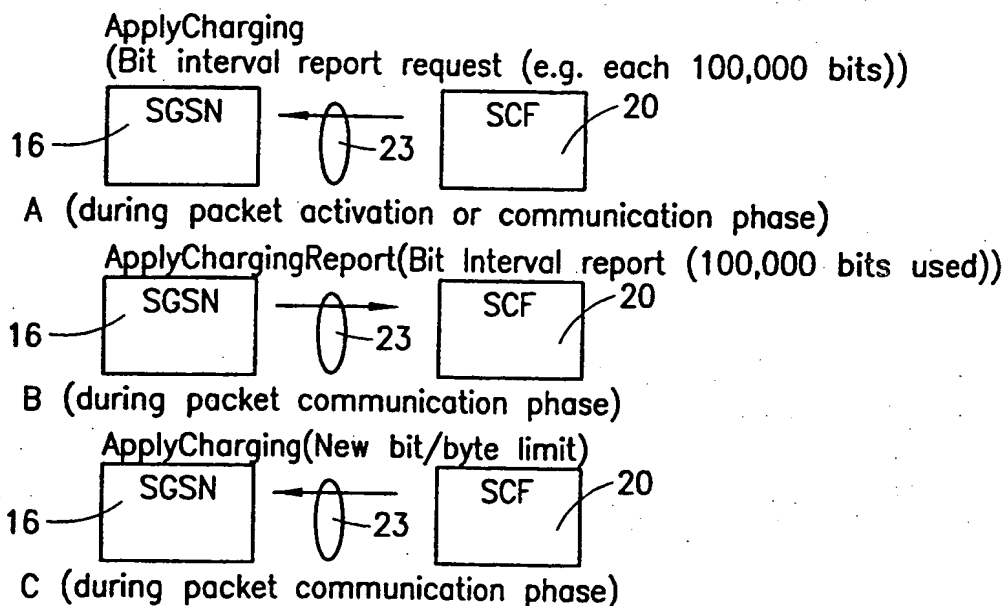 ApplyCharging
(Bit interval report request (e.g. each 100,000 bits))
SGSN SCF 20
16 23
A (during packet activation or communication phase)
ApplyChargingReport(Bit Interval report (100,000 bits used))
SGSN SCF 20
16 23
B (during packet communication phase)
ApplyCharging(New bit/byte limit)
SGSN SCF 20
16 23
C (during packet communication phase)